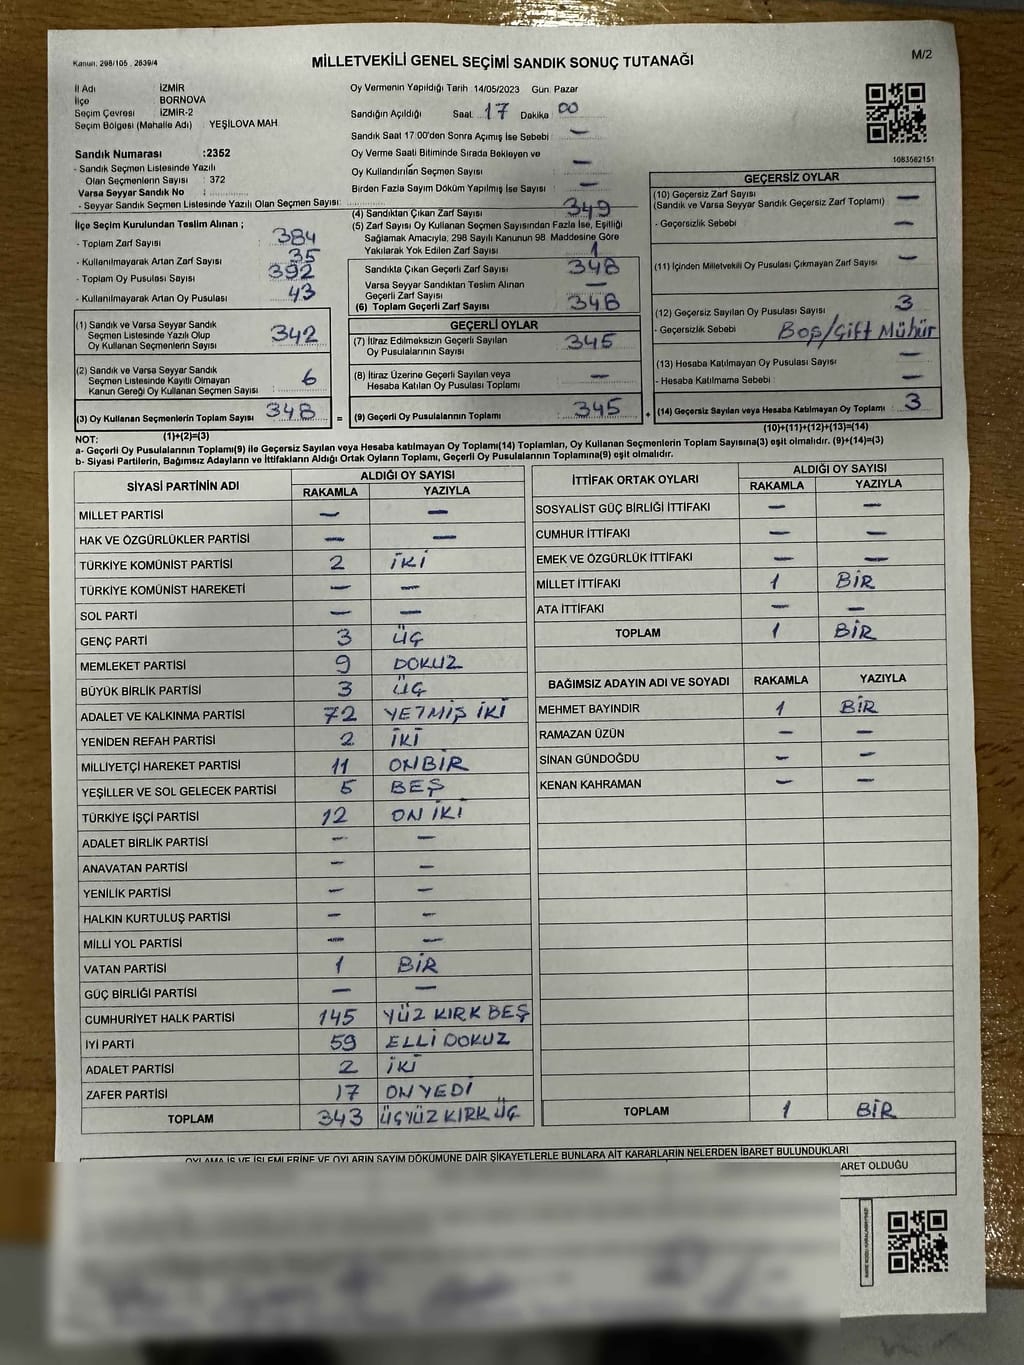 Kanun: 298/105 , 2839/4
MİLLETVEKİLİ GENEL SEÇİMİ SANDIK SONUÇ TUTANAĞI
M/2
İl Adı İZMİR
İlçe BORNOVA
Seçim Çevresi İZMİR-2
Seçim Bölgesi (Mahalle Adı) YEŞİLOVA MAH
Oy Vermenin Yapıldığı Tarih 14/05/2023 Gün Pazar
Sandığın Açıldığı Saat 17 Dakika 00
Sandık Saat 17:00'den Sonra Açımış İse Sebebi : –
Oy Verme Saati Bitiminde Sırada Bekleyen ve
Oy Kullandırılan Seçmen Sayısı : –
Birden Fazla Sayım Döküm Yapılmış İse Sayısı : –
1083562151
Sandık Numarası :2352
- Sandık Seçmen Listesinde Yazılı
Olan Seçmenlerin Sayısı : 372
Varsa Seyyar Sandık No :
- Seyyar Sandık Seçmen Listesinde Yazılı Olan Seçmen Sayısı:
İlçe Seçim Kurulundan Teslim Alınan ;
- Toplam Zarf Sayısı : 384
- Kullanılmayarak Artan Zarf Sayısı : 35
- Toplam Oy Pusulası Sayısı : 392
- Kullanılmayarak Artan Oy Pusulası : 43
(1) Sandık ve Varsa Seyyar Sandık
Seçmen Listesinde Yazılı Olup
Oy Kullanan Seçmenlerin Sayısı : 342
(2) Sandık ve Varsa Seyyar Sandık
Seçmen Listesinde Kayıtlı Olmayan
Kanun Gereği Oy Kullanan Seçmen Sayısı : 6
(3) Oy Kullanan Seçmenlerin Toplam Sayısı : 348
(1)+(2)=(3)
(4) Sandıktan Çıkan Zarf Sayısı : 349
(5) Zarf Sayısı Oy Kullanan Seçmen Sayısından Fazla İse, Eşitliği
Sağlamak Amacıyla, 298 Sayılı Kanunun 98. Maddesine Göre
Yakılarak Yok Edilen Zarf Sayısı : 1
Sandıkta Çıkan Geçerli Zarf Sayısı : 348
Varsa Seyyar Sandıktan Teslim Alınan
Geçerli Zarf Sayısı : –
(6) Toplam Geçerli Zarf Sayısı : 348
GEÇERLİ OYLAR
(7) İtiraz Edilmeksizin Geçerli Sayılan
Oy Pusulalarının Sayısı : 345
(8) İtiraz Üzerine Geçerli Sayılan veya
Hesaba Katılan Oy Pusulası Toplamı : –
= (9) Geçerli Oy Pusulalarının Toplamı : 345 +
GEÇERSİZ OYLAR
(10) Geçersiz Zarf Sayısı
(Sandık ve Varsa Seyyar Sandık Geçersiz Zarf Toplamı) : –
- Geçersizlik Sebebi : –
(11) İçinden Milletvekili Oy Pusulası Çıkmayan Zarf Sayısı : –
(12) Geçersiz Sayılan Oy Pusulası Sayısı : 3
- Geçersizlik Sebebi : Boş/Çift Mühür
(13) Hesaba Katılmayan Oy Pusulası Sayısı : –
- Hesaba Katılmama Sebebi : –
(14) Geçersiz Sayılan veya Hesaba Katılmayan Oy Toplamı : 3
(10)+(11)+(12)+(13)=(14)
NOT:
a- Geçerli Oy Pusulasının Toplamı(9) ile Geçersiz Sayılan veya Hesaba katılmayan Oy Toplamı(14) Toplamları, Oy Kullanan Seçmenlerin Toplam Sayısına(3) eşit olmalıdır. (9)+(14)=(3)
b- Siyasi Partilerin, Bağımsız Adayların ve İttifakların Aldığı Ortak Oyların Toplamı, Geçerli Oy Pusulasının Toplamına(9) eşit olmalıdır.
SİYASİ PARTİNİN ADI ALDIĞI OY SAYISI
RAKAMLA YAZIYLA
MİLLET PARTİSİ – –
HAK VE ÖZGÜRLÜKLER PARTİSİ – –
TÜRKİYE KOMÜNİST PARTİSİ 2 İKİ
TÜRKİYE KOMÜNİST HAREKETİ – –
SOL PARTİ – –
GENÇ PARTİ 3 ÜÇ
MEMLEKET PARTİSİ 9 DOKUZ
BÜYÜK BİRLİK PARTİSİ 3 ÜÇ
ADALET VE KALKINMA PARTİSİ 72 YETMİŞ İKİ
YENİDEN REFAH PARTİSİ 2 İKİ
MİLLİYETÇİ HAREKET PARTİSİ 11 ONBİR
YEŞİLLER VE SOL GELECEK PARTİSİ 5 BEŞ
TÜRKİYE İŞÇİ PARTİSİ 12 ON İKİ
ADALET BİRLİK PARTİSİ – –
ANAVATAN PARTİSİ – –
YENİLİK PARTİSİ – –
HALKIN KURTULUŞ PARTİSİ – –
MİLLİ YOL PARTİSİ – –
VATAN PARTİSİ 1 BİR
GÜÇ BİRLİĞİ PARTİSİ – –
CUMHURİYET HALK PARTİSİ 145 YÜZ KIRK BEŞ
İYİ PARTİ 59 ELLİ DOKUZ
ADALET PARTİSİ 2 İKİ
ZAFER PARTİSİ 17 ON YEDİ
TOPLAM 343 ÜÇYÜZ KIRK ÜÇ
İTTİFAK ORTAK OYLARI ALDIĞI OY SAYISI
RAKAMLA YAZIYLA
SOSYALİST GÜÇ BİRLİĞİ İTTİFAKI – –
CUMHUR İTTİFAKI – –
EMEK VE ÖZGÜRLÜK İTTİFAKI – –
MİLLET İTTİFAKI 1 BİR
ATA İTTİFAKI – –
TOPLAM 1 BİR
BAĞIMSIZ ADAYIN ADI VE SOYADI RAKAMLA YAZIYLA
MEHMET BAYINDIR 1 BİR
RAMAZAN ÜZÜN – –
SİNAN GÜNDOĞDU – –
KENAN KAHRAMAN – –
TOPLAM 1 BİR
OYLAMA İŞ VE İŞLEMLERİNE VE OYLARIN SAYIM DÖKÜMÜNE DAİR ŞİKAYETLERLE BUNLARA AİT KARARLARIN NELERDEN İBARET BULUNDUKLARI
ARET OLDUĞU